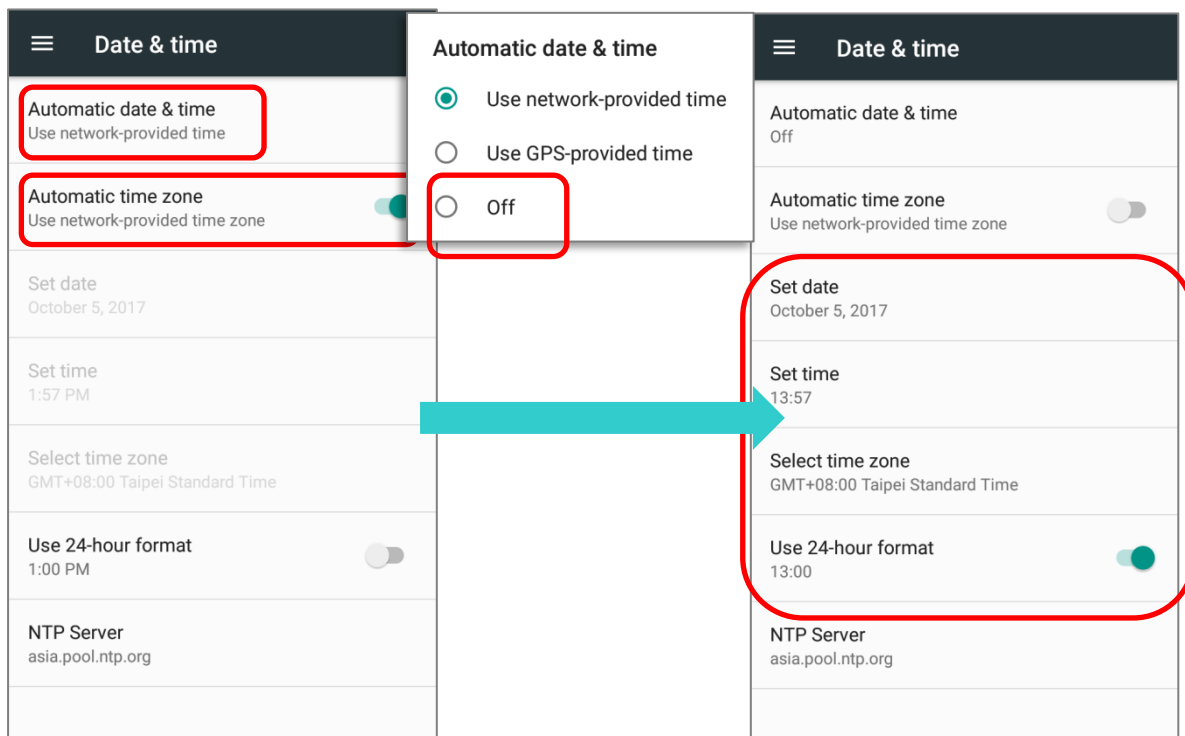 Date & time
Automatic date & time
Use network-provided time
Automatic time zone
Use network-provided time zone
Set date
October 5, 2017
Set time
1:57 PM
Select time zone
GMT+08:00 Taipei Standard Time
Use 24-hour format
1:00 PM
NTP Server
asia.pool.ntp.org
Automatic date & time
Use network-provided time
Use GPS-provided time
Off
Date & time
Automatic date & time
Off
Automatic time zone
Use network-provided time zone
Set date
October 5, 2017
Set time
13:57
Select time zone
GMT+08:00 Taipei Standard Time
Use 24-hour format
13:00
NTP Server
asia.pool.ntp.org